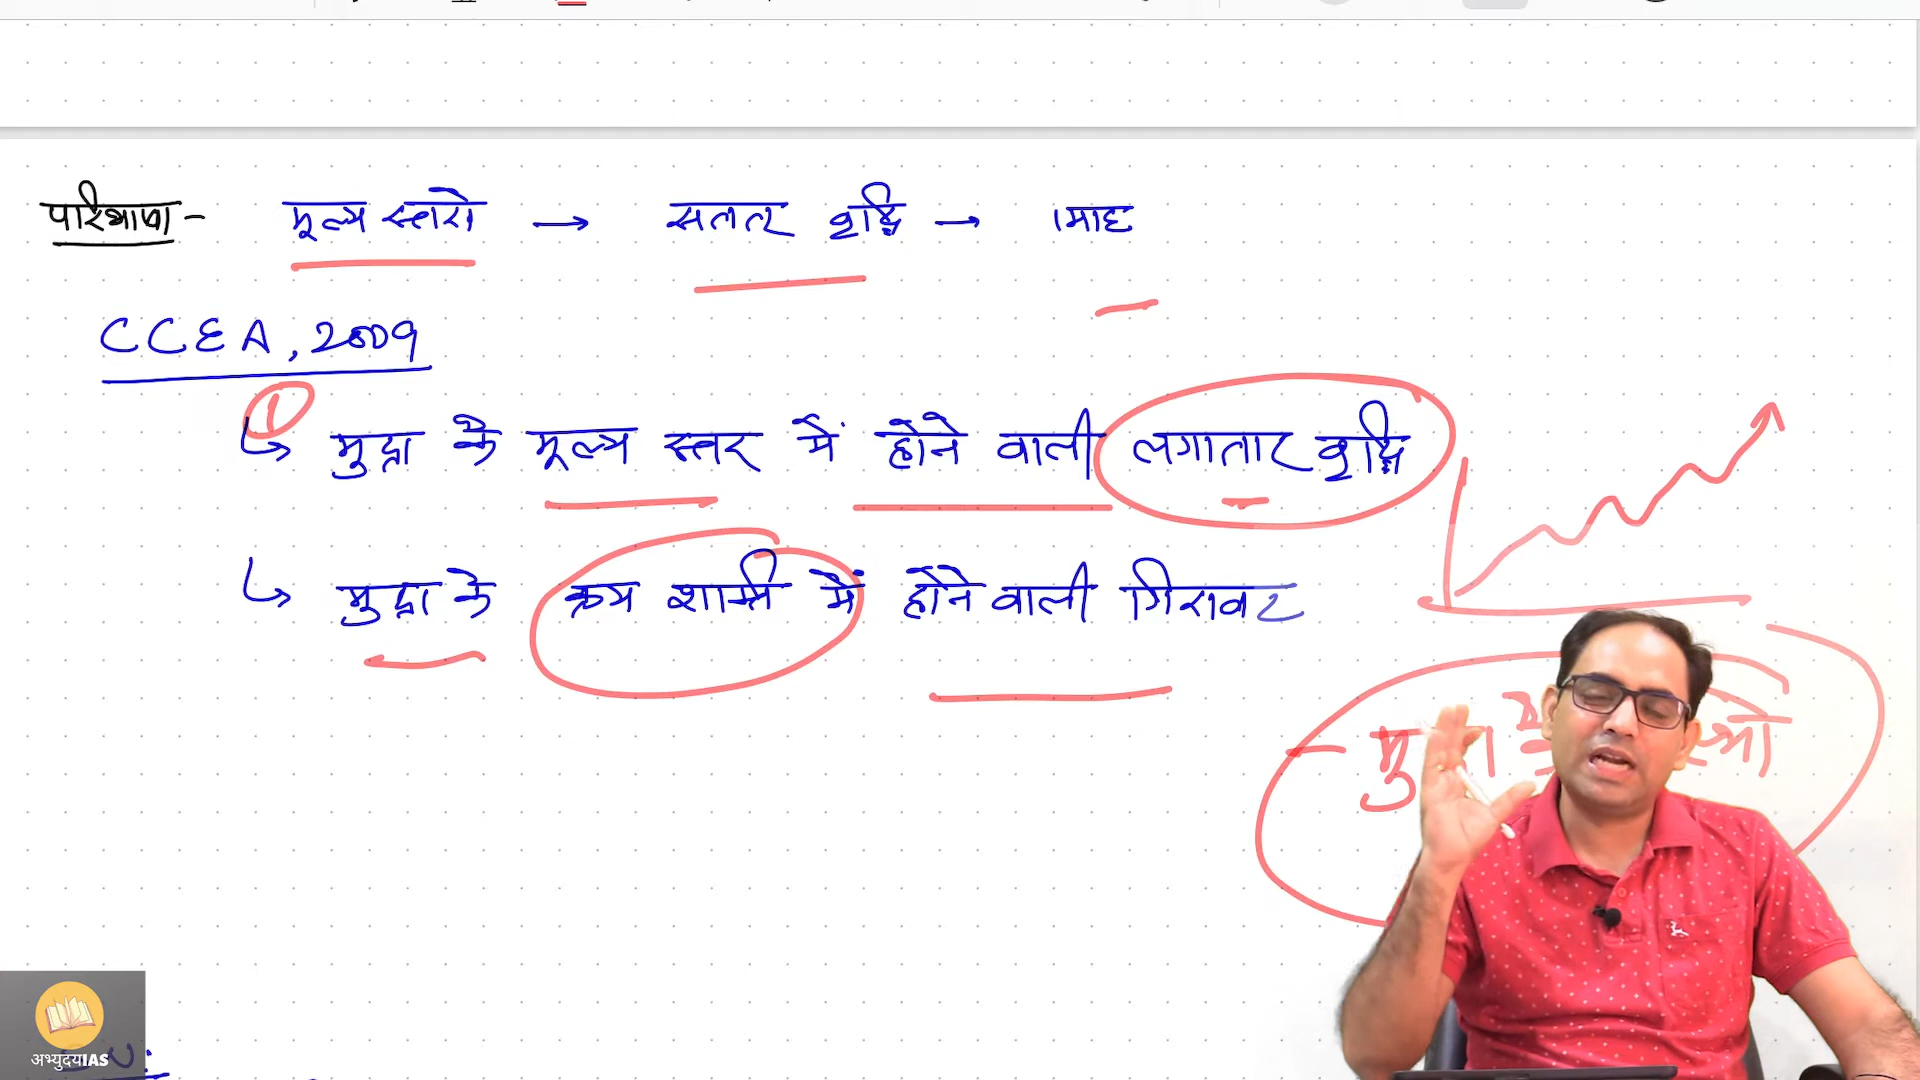 परिभाषा - मूल्य स्तरो → सतत वृद्धि → । माह
CCEA, 2009
①
↳ मुद्रा के मूल्य स्तर में होने वाली लगातार वृद्धि
↳ मुद्रा के क्रय शक्ति में होने वाली गिरावट
अभ्युदयIAS